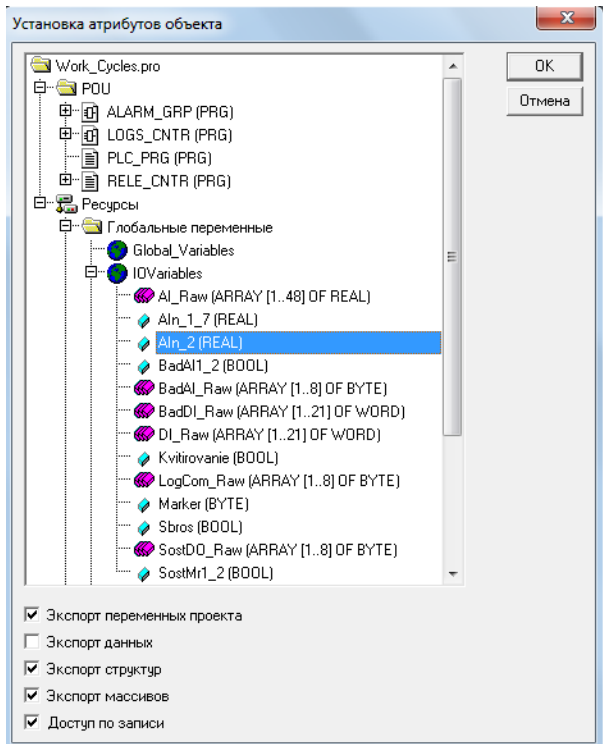 Установка атрибутов объекта
OK
Отмена
Work_Cycles.pro
POU
ALARM_GRP (PRG)
LOGS_CNTR (PRG)
PLC_PRG (PRG)
RELE_CNTR (PRG)
Ресурсы
Глобальные переменные
Global_Variables
IOVariables
AI_Raw (ARRAY [1..48] OF REAL)
AIn_1_7 (REAL)
AIn_2 (REAL)
BadAI1_2 (BOOL)
BadAI_Raw (ARRAY [1..8] OF BYTE)
BadDI_Raw (ARRAY [1..21] OF WORD)
DI_Raw (ARRAY [1..21] OF WORD)
Kvitirovanie (BOOL)
LogCom_Raw (ARRAY [1..8] OF BYTE)
Marker (BYTE)
Sbros (BOOL)
SostDO_Raw (ARRAY [1..8] OF BYTE)
SostMr1_2 (BOOL)
Экспорт переменных проекта
Экспорт данных
Экспорт структур
Экспорт массивов
Доступ по записи